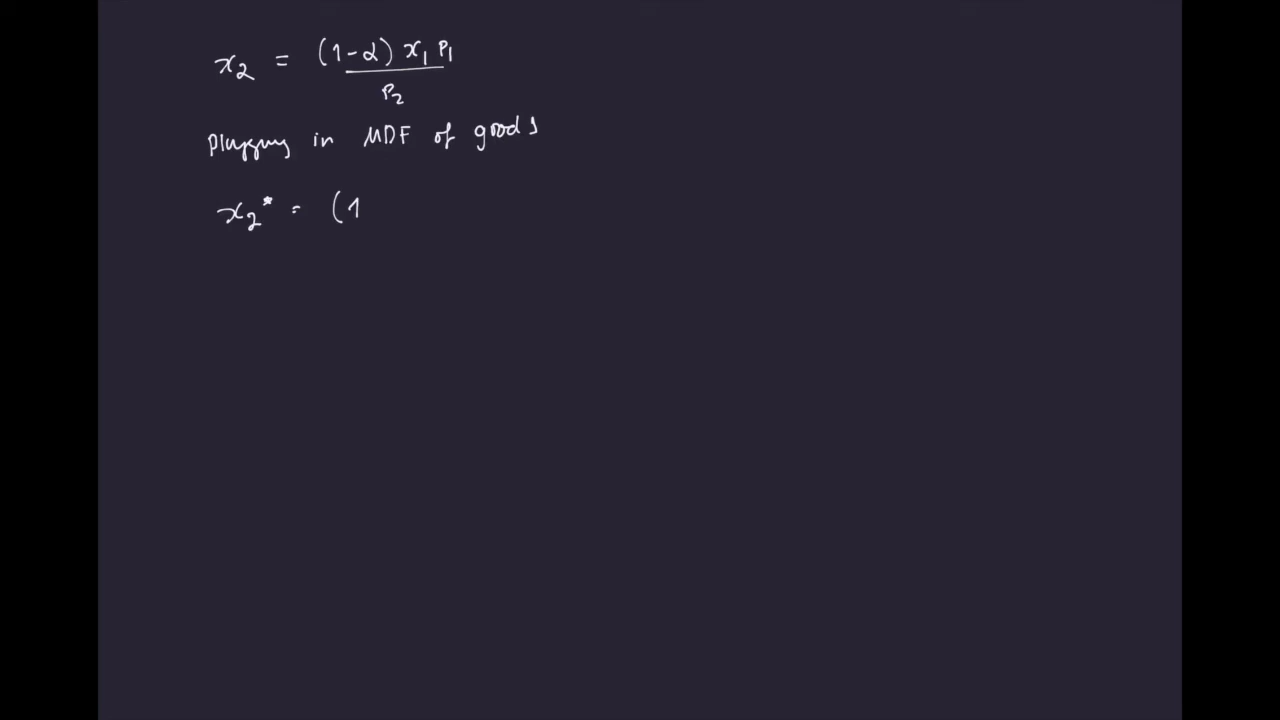 x₂ = (1-α) x₁ p₁
p₂
Plugging in MDF of good 1
x₂* = (1